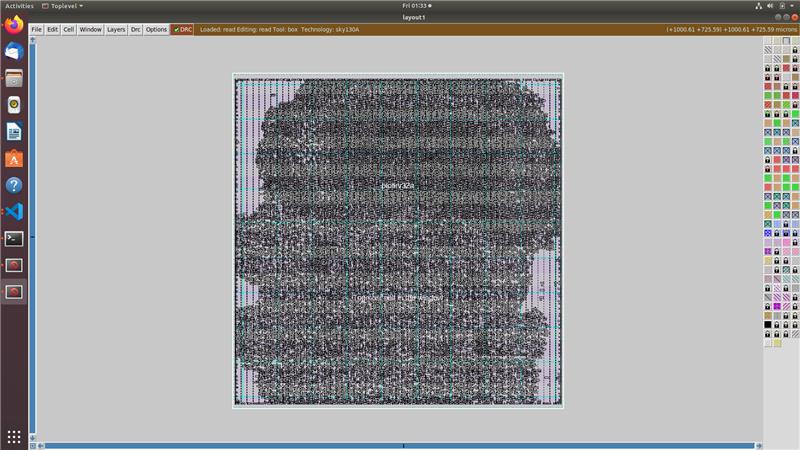 Activities Toplevel Fri 01:33
layout1
File Edit Cell Window Layers Drc Options DRC Loaded: read Editing: read Tool: box Technology: sky130A (+1000.61 +725.59) +1000.61 +725.59 microns
picorv32a